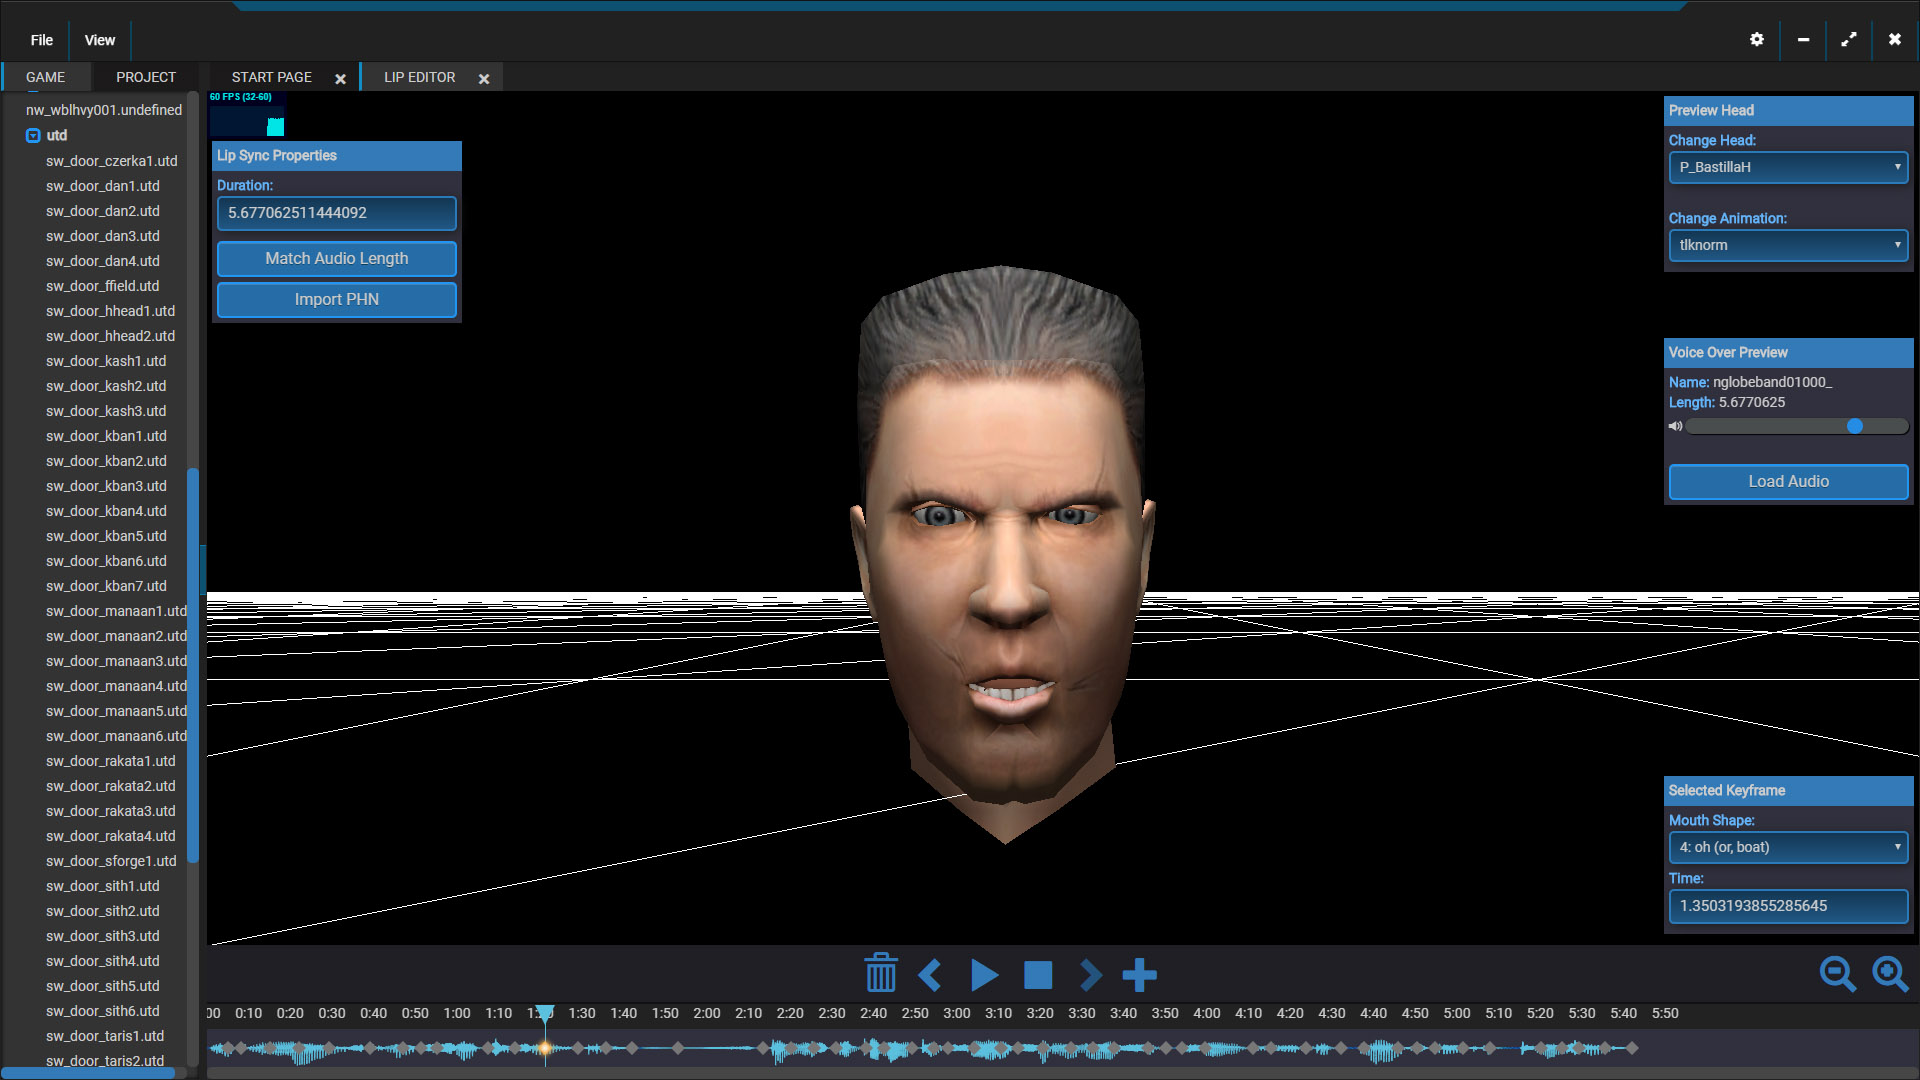 File View
GAME PROJECT START PAGE LIP EDITOR
60 FPS (32-60)
nw_wblhvy001.undefined
utd
sw_door_czerka1.utd
sw_door_dan1.utd
sw_door_dan2.utd
sw_door_dan3.utd
sw_door_dan4.utd
sw_door_ffield.utd
sw_door_hhead1.utd
sw_door_hhead2.utd
sw_door_kash1.utd
sw_door_kash2.utd
sw_door_kash3.utd
sw_door_kban1.utd
sw_door_kban2.utd
sw_door_kban3.utd
sw_door_kban4.utd
sw_door_kban5.utd
sw_door_kban6.utd
sw_door_kban7.utd
sw_door_manaan1.utd
sw_door_manaan2.utd
sw_door_manaan3.utd
sw_door_manaan4.utd
sw_door_manaan5.utd
sw_door_manaan6.utd
sw_door_rakata1.utd
sw_door_rakata2.utd
sw_door_rakata3.utd
sw_door_rakata4.utd
sw_door_sforge1.utd
sw_door_sith1.utd
sw_door_sith2.utd
sw_door_sith3.utd
sw_door_sith4.utd
sw_door_sith5.utd
sw_door_sith6.utd
sw_door_taris1.utd
sw_door_taris2.utd
Lip Sync Properties
Duration:
5.677062511444092
Match Audio Length
Import PHN
Preview Head
Change Head:
P_BastillaH
Change Animation:
tlknorm
Voice Over Preview
Name: nglobeband01000_
Length: 5.6770625
Load Audio
Selected Keyframe
Mouth Shape:
4: oh (or, boat)
Time:
1.3503193855285645
00 0:10 0:20 0:30 0:40 0:50 1:00 1:10 1:30 1:40 1:50 2:00 2:10 2:20 2:30 2:40 2:50 3:00 3:10 3:20 3:30 3:40 3:50 4:00 4:10 4:20 4:30 4:40 4:50 5:00 5:10 5:20 5:30 5:40 5:50